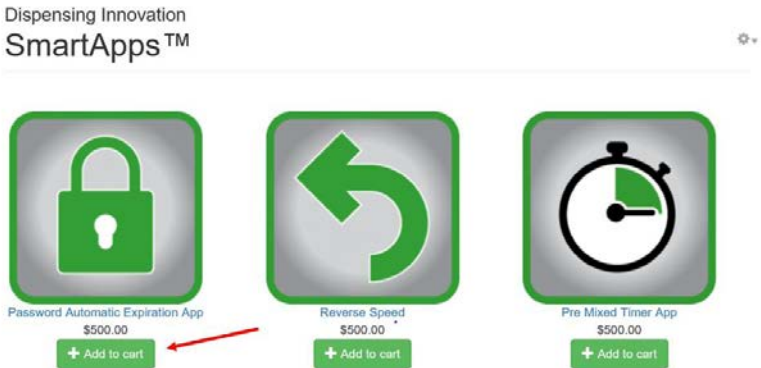 Dispensing Innovation
SmartApps™
Password Automatic Expiration App
$500.00
+ Add to cart
Reverse Speed
$500.00
+ Add to cart
Pre Mixed Timer App
$500.00
+ Add to cart